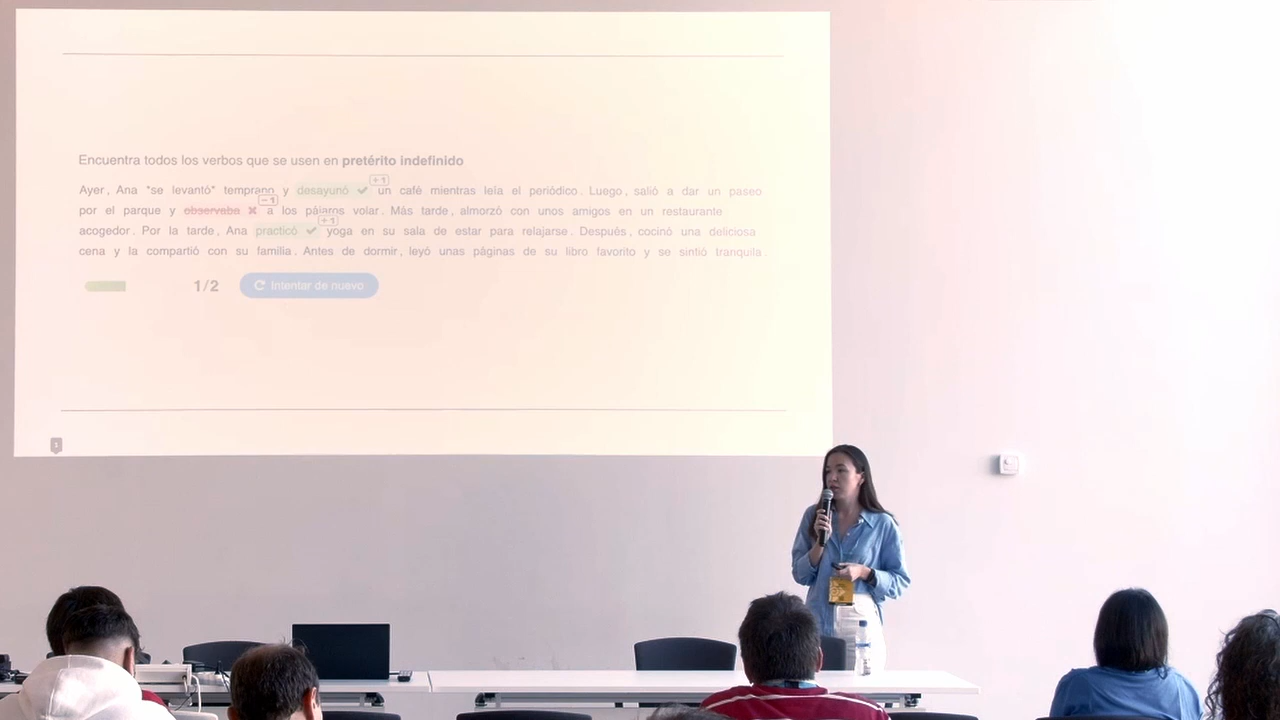 Encuentra todos los verbos que se usen en pretérito indefinido
Ayer, Ana *se levantó* temprano y desayunó +1 un café mientras leía el periódico. Luego, salió a dar un paseo
por el parque y observaba −1 a los pájaros volar. Más tarde, almorzó con unos amigos en un restaurante
acogedor. Por la tarde, Ana practicó +1 yoga en su sala de estar para relajarse. Después, cocinó una deliciosa
cena y la compartió con su familia. Antes de dormir, leyó unas páginas de su libro favorito y se sintió tranquila.
1/2
Intentar de nuevo